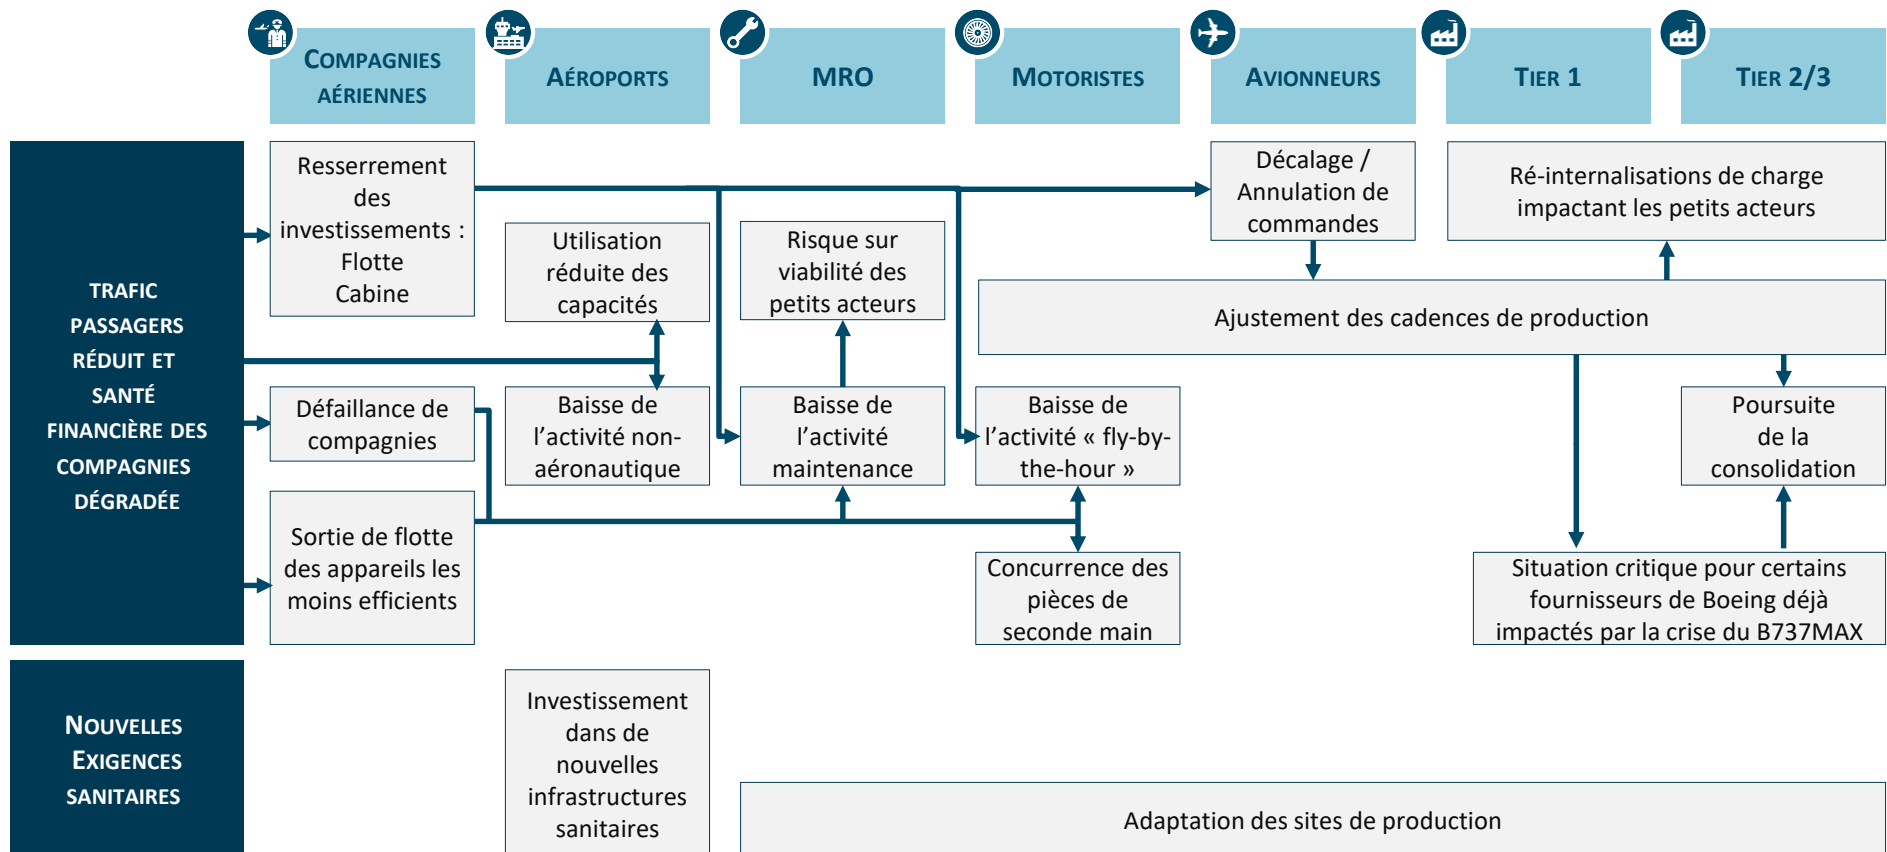 COMPAGNIES
AÉRIENNES
AÉROPORTS
MRO
MOTORISTES
AVIONNEURS
TIER 1
TIER 2/3
TRAFIC
PASSAGERS
RÉDUIT ET
SANTÉ
FINANCIÈRE DES
COMPAGNIES
DÉGRADÉE
Resserrement
des
investissements :
Flotte
Cabine
Défaillance de
compagnies
Sortie de flotte
des appareils les
moins efficients
Utilisation
réduite des
capacités
Baisse de
l’activité non-
aéronautique
Risque sur
viabilité des
petits acteurs
Baisse de
l’activité
maintenance
Baisse de
l’activité « fly-by-
the-hour »
Concurrence des
pièces de
seconde main
Décalage /
Annulation de
commandes
Ré-internalisations de charge
impactant les petits acteurs
Ajustement des cadences de production
Poursuite
de la
consolidation
Situation critique pour certains
fournisseurs de Boeing déjà
impactés par la crise du B737MAX
NOUVELLES
EXIGENCES
SANITAIRES
Investissement
dans de
nouvelles
infrastructures
sanitaires
Adaptation des sites de production